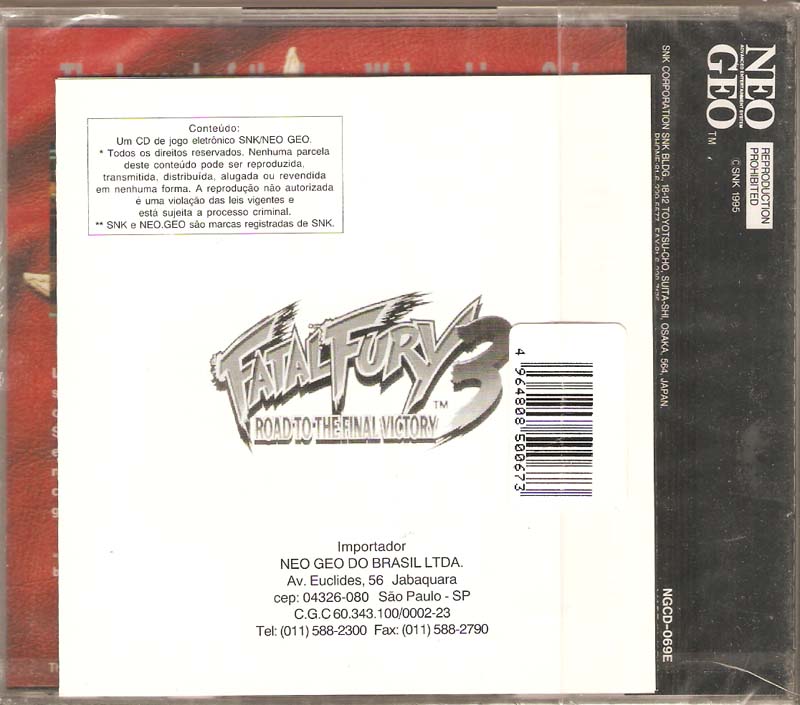 Conteúdo:
Um CD de jogo eletrônico SNK/NEO GEO.
* Todos os direitos reservados. Nenhuma parcela
deste conteúdo pode ser reproduzida,
transmitida, distribuída, alugada ou revendida
em nenhuma forma. A reprodução não autorizada
é uma violação das leis vigentes e
está sujeita a processo criminal.
** SNK e NEO.GEO são marcas registradas de SNK.
FATAL FURY 3
TM
ROAD TO THE FINAL VICTORY
4 964808 500673
Importador
NEO GEO DO BRASIL LTDA.
Av. Euclides, 56 Jabaquara
cep: 04326-080 São Paulo - SP
C.G.C 60.343.100/0002-23
Tel: (011) 588-2300 Fax: (011) 588-2790
NEO
ADVANCED ENTERTAINMENT SYSTEM
GEO TM
REPRODUCTION
PROHIBITED
©SNK 1995
SNK CORPORATION SNK BLDG., 18-12 TOYOTSU-CHO, SUITA-SHI, OSAKA, 564, JAPAN.
NGCD-069E